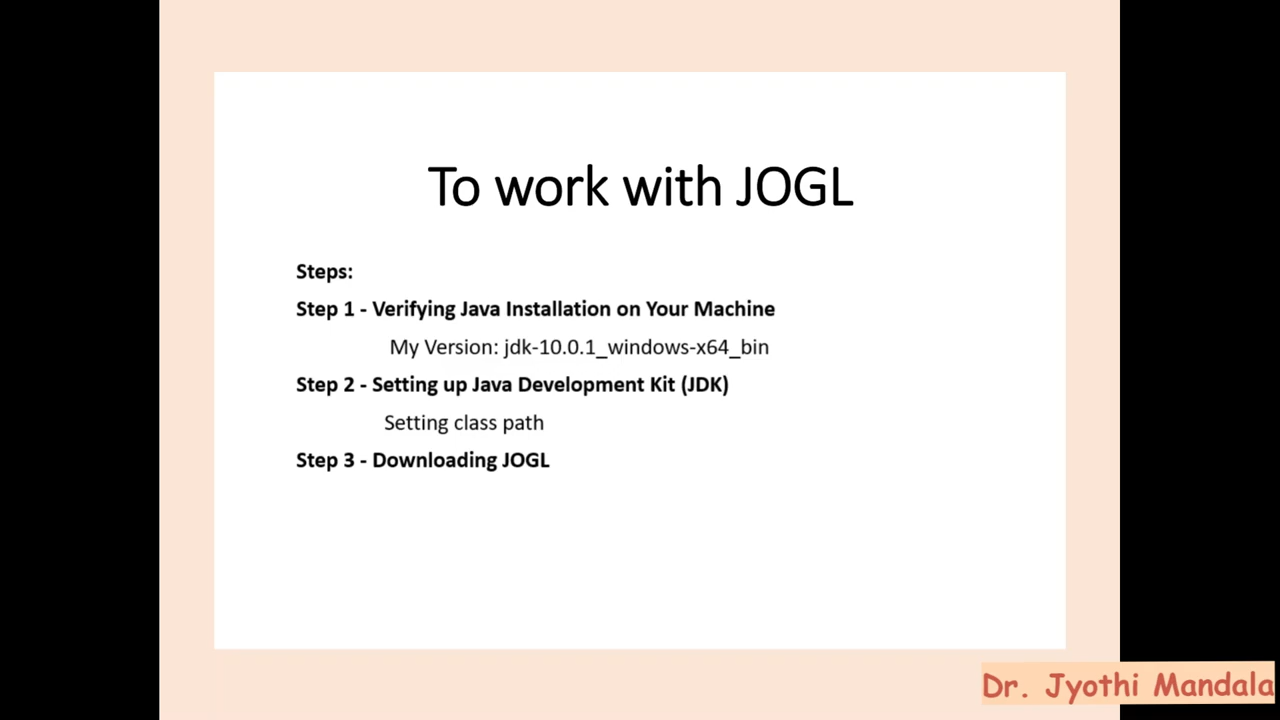 To work with JOGL
Steps:
Step 1 - Verifying Java Installation on Your Machine
My Version: jdk-10.0.1_windows-x64_bin
Step 2 - Setting up Java Development Kit (JDK)
Setting class path
Step 3 - Downloading JOGL
Dr. Jyothi Mandala